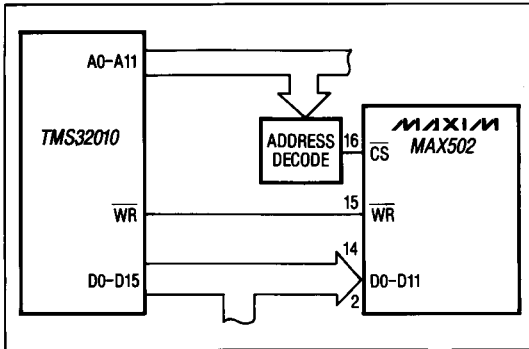 A0–A11
TMS32010
ADDRESS
DECODE
16
CS
MAXIM
MAX502
WR
15
WR
14
D0–D15
D0–D11
2